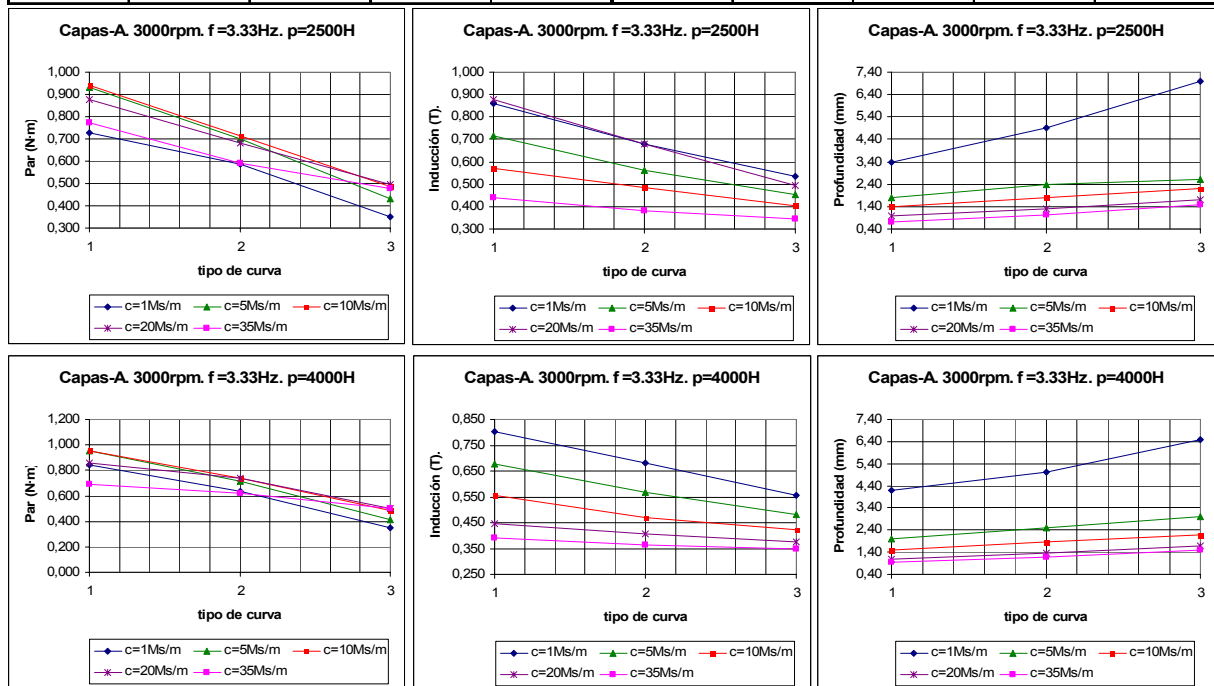 Capas-A. 3000rpm. f =3.33Hz. p=2500H
1,000
0,900
0,800
0,700
0,600
0,500
0,400
0,300
Par (N·m)
1 2 3
tipo de curva
c=1Ms/m c=5Ms/m c=10Ms/m
c=20Ms/m c=35Ms/m
Capas-A. 3000rpm. f =3.33Hz. p=2500H
1,000
0,900
0,800
0,700
0,600
0,500
0,400
0,300
Inducción (T).
1 2 3
tipo de curva
c=1Ms/m c=5Ms/m c=10Ms/m
c=20Ms/m c=35Ms/m
Capas-A. 3000rpm. f =3.33Hz. p=2500H
7,40
6,40
5,40
4,40
3,40
2,40
1,40
0,40
Profundidad (mm)
1 2 3
tipo de curva
c=1Ms/m c=5Ms/m c=10Ms/m
c=20Ms/m c=35Ms/m
Capas-A. 3000rpm. f =3.33Hz. p=4000H
1,200
1,000
0,800
0,600
0,400
0,200
0,000
Par (N·m)
1 2 3
tipo de curva
c=1Ms/m c=5Ms/m c=10Ms/m
c=20Ms/m c=35Ms/m
Capas-A. 3000rpm. f =3.33Hz. p=4000H
0,850
0,750
0,650
0,550
0,450
0,350
0,250
Inducción (T).
1 2 3
tipo de curva
c=1Ms/m c=5Ms/m c=10Ms/m
c=20Ms/m c=35Ms/m
Capas-A. 3000rpm. f =3.33Hz. p=4000H
7,40
6,40
5,40
4,40
3,40
2,40
1,40
0,40
Profundidad (mm)
1 2 3
tipo de curva
c=1Ms/m c=5Ms/m c=10Ms/m
c=20Ms/m c=35Ms/m